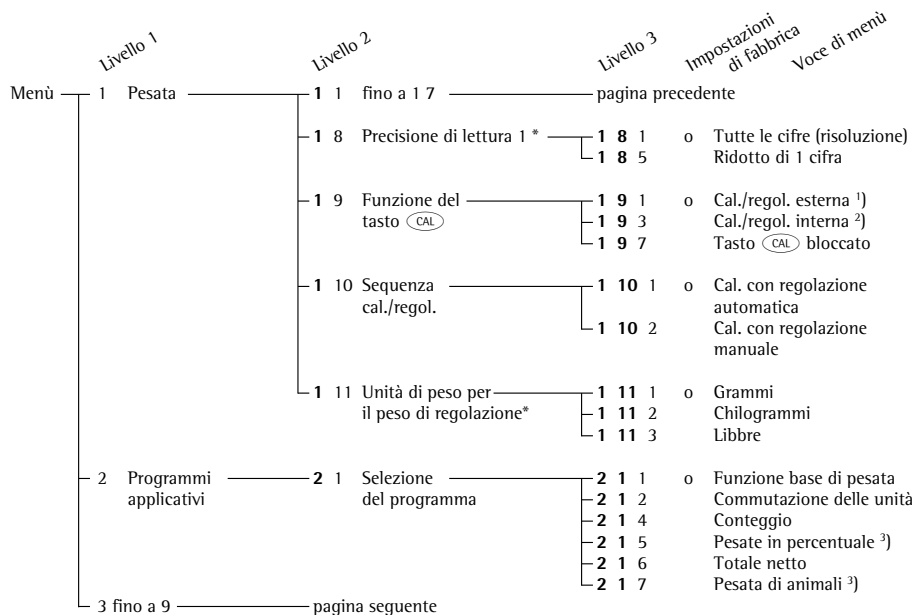 Livello 1 Livello 2 Livello 3 Impostazioni di fabbrica Voce di menù
Menù 1 Pesata 1 1 fino a 1 7 pagina precedente
1 8 Precisione di lettura 1 * 1 8 1 o Tutte le cifre (risoluzione)
1 8 5 Ridotto di 1 cifra
1 9 Funzione del 1 9 1 o Cal./regol. esterna 1)
tasto CAL 1 9 3 Cal./regol. interna 2)
1 9 7 Tasto CAL bloccato
1 10 Sequenza 1 10 1 o Cal. con regolazione
cal./regol. automatica
1 10 2 Cal. con regolazione
manuale
1 11 Unità di peso per 1 11 1 o Grammi
il peso di regolazione* 1 11 2 Chilogrammi
1 11 3 Libbre
2 Programmi 2 1 Selezione 2 1 1 o Funzione base di pesata
applicativi del programma 2 1 2 Commutazione delle unità
2 1 4 Conteggio
2 1 5 Pesate in percentuale 3)
2 1 6 Totale netto
2 1 7 Pesata di animali 3)
3 fino a 9 pagina seguente